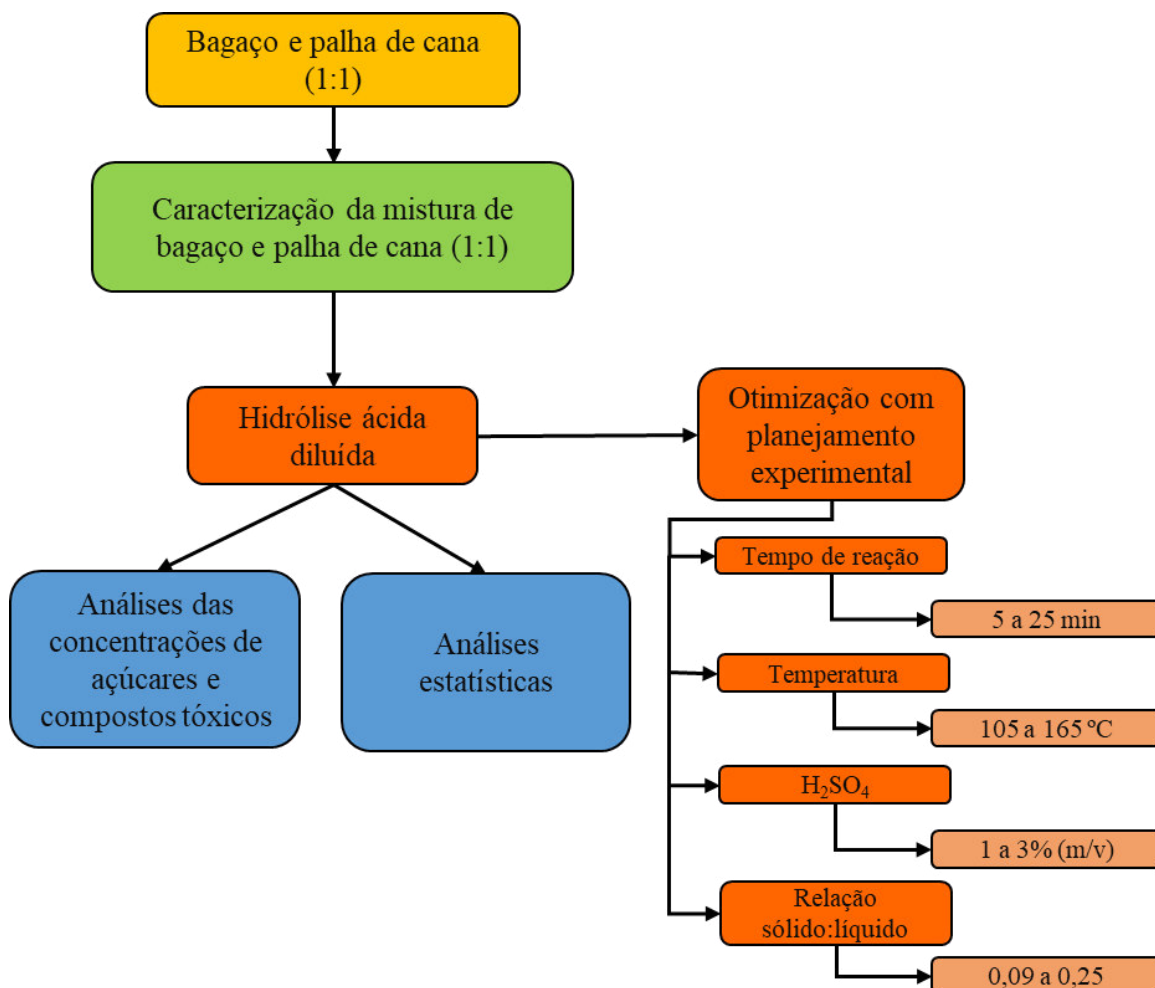 Bagaço e palha de cana
(1:1)
Caracterização da mistura de
bagaço e palha de cana (1:1)
Hidrólise ácida
diluída
Otimização com
planejamento
experimental
Análises das
concentrações de
açúcares e
compostos tóxicos
Análises
estatísticas
Tempo de reação
5 a 25 min
Temperatura
105 a 165 ºC
H₂SO₄
1 a 3% (m/v)
Relação
sólido:líquido
0,09 a 0,25